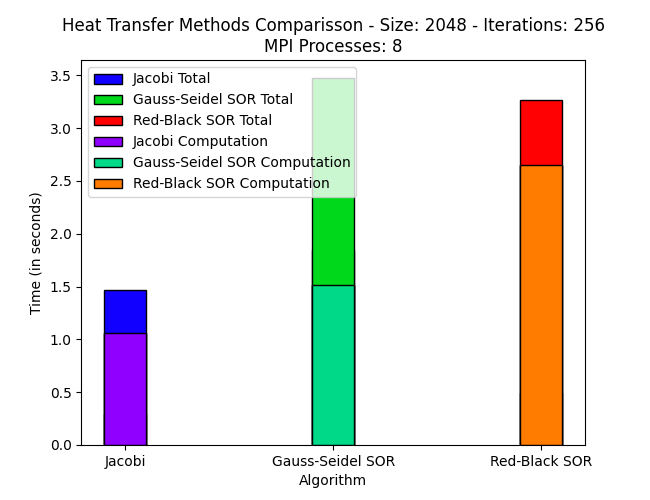 Heat Transfer Methods Comparisson - Size: 2048 - Iterations: 256
MPI Processes: 8
3.5
3.0
2.5
2.0
1.5
1.0
0.5
0.0
Time (in seconds)
Jacobi Total
Gauss-Seidel SOR Total
Red-Black SOR Total
Jacobi Computation
Gauss-Seidel SOR Computation
Red-Black SOR Computation
Jacobi
Gauss-Seidel SOR
Red-Black SOR
Algorithm